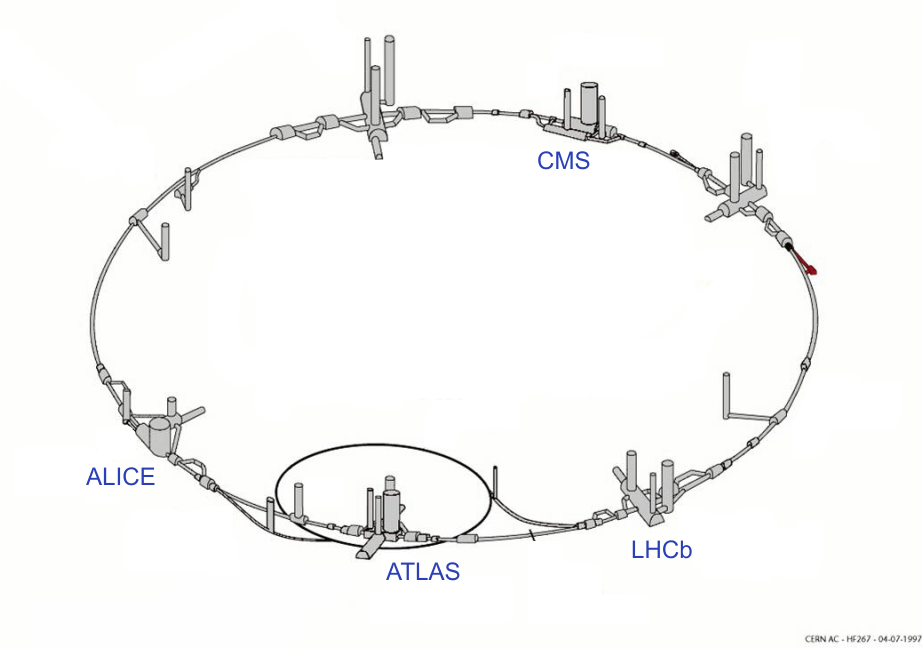 CMS
ALICE
LHCb
ATLAS
CERN AC - HF267 - 04-07-1997